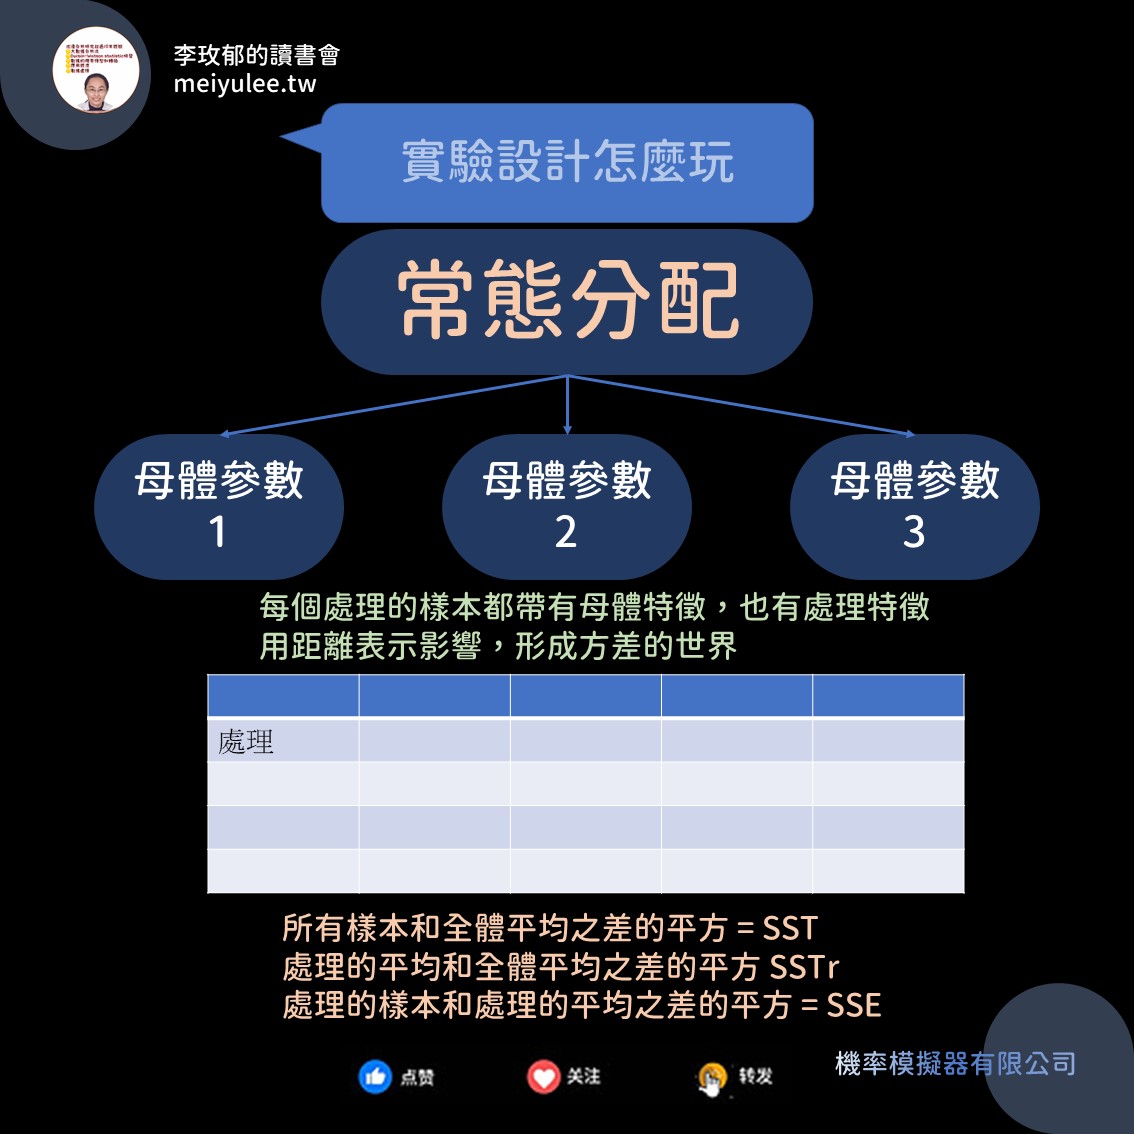 李玫郁的讀書會
meiyulee.tw
實驗設計怎麼玩
常態分配
母體參數
1
母體參數
2
母體參數
3
每個處理的樣本都帶有母體特徵，也有處理特徵
用距離表示影響，形成方差的世界
處理
所有樣本和全體平均之差的平方 = SST
處理的平均和全體平均之差的平方 SSTr
處理的樣本和處理的平均之差的平方 = SSE
点赞
关注
转发
機率模擬器有限公司